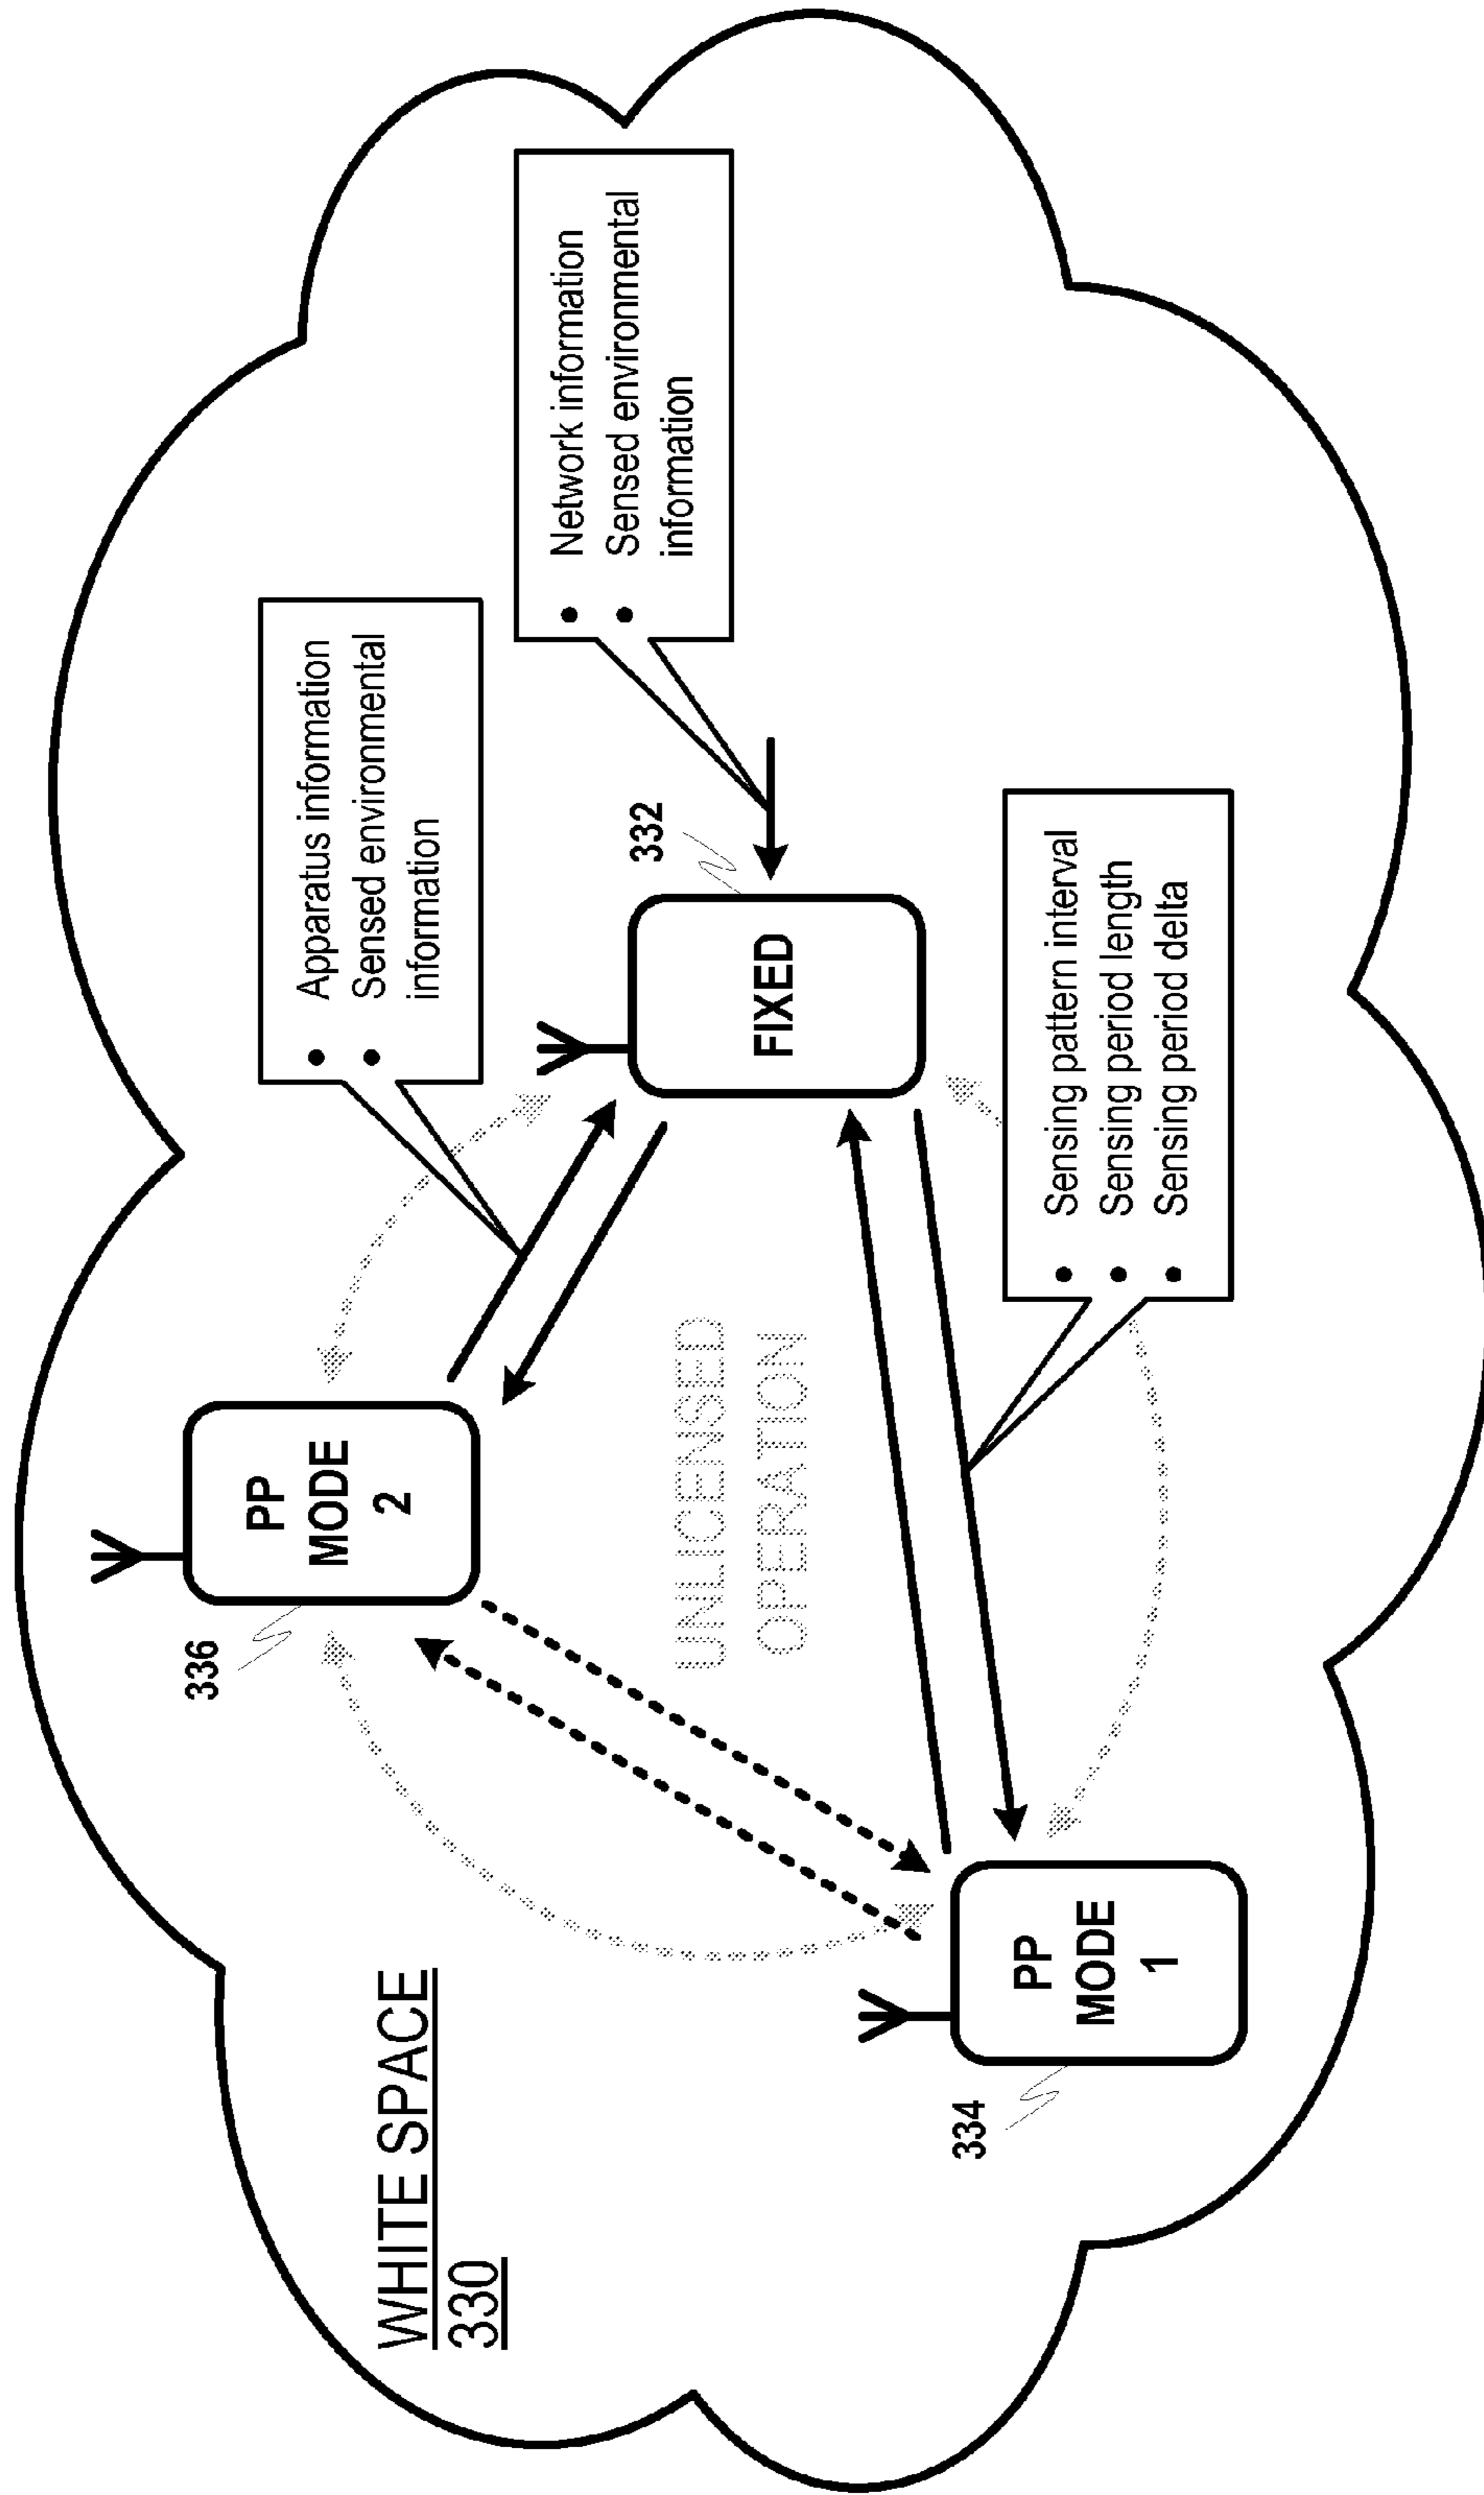 WHITE SPACE
330
336
PP
MODE
2
• Apparatus information
• Sensed environmental
information
• Network information
• Sensed environmental
information
332
FIXED
UNLICENSED
OPERATION
334
PP
MODE
1
• Sensing pattern interval
• Sensing period length
• Sensing period delta